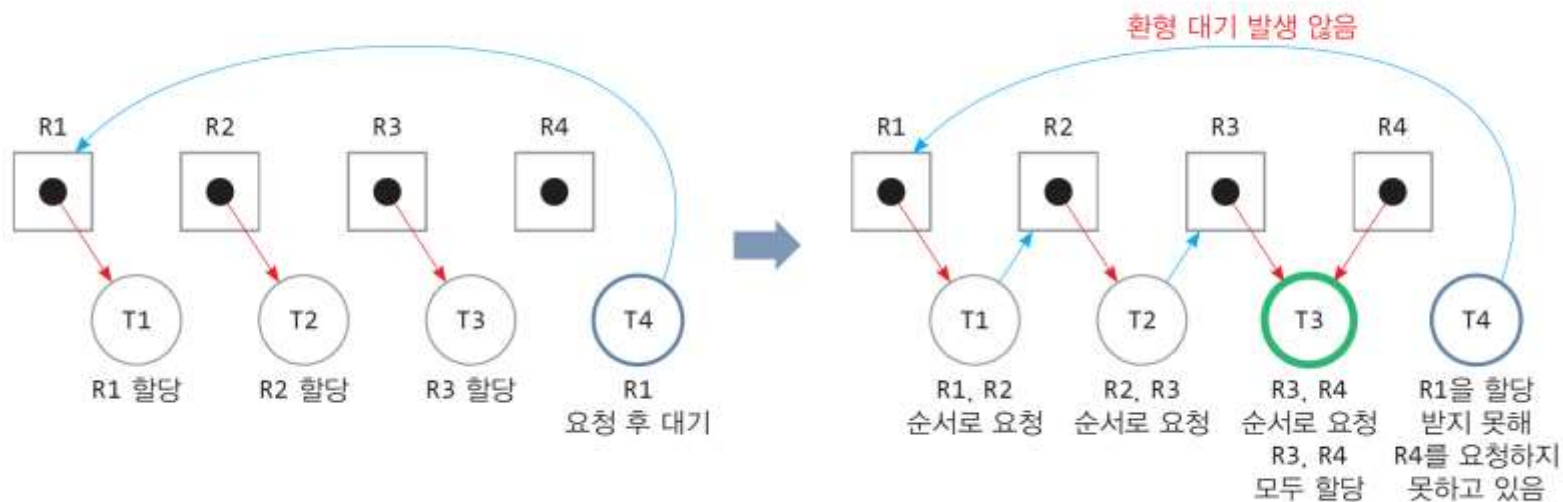 환형 대기 발생 않음
R1
R2
R3
R4
T1
T2
T3
T4
R1 할당
R2 할당
R3 할당
R1
요청 후 대기
R1
R2
R3
R4
T1
T2
T3
T4
R1, R2
순서로 요청
R2, R3
순서로 요청
R3, R4
순서로 요청
R3, R4
모두 할당
R1을 할당
받지 못해
R4를 요청하지
못하고 있음